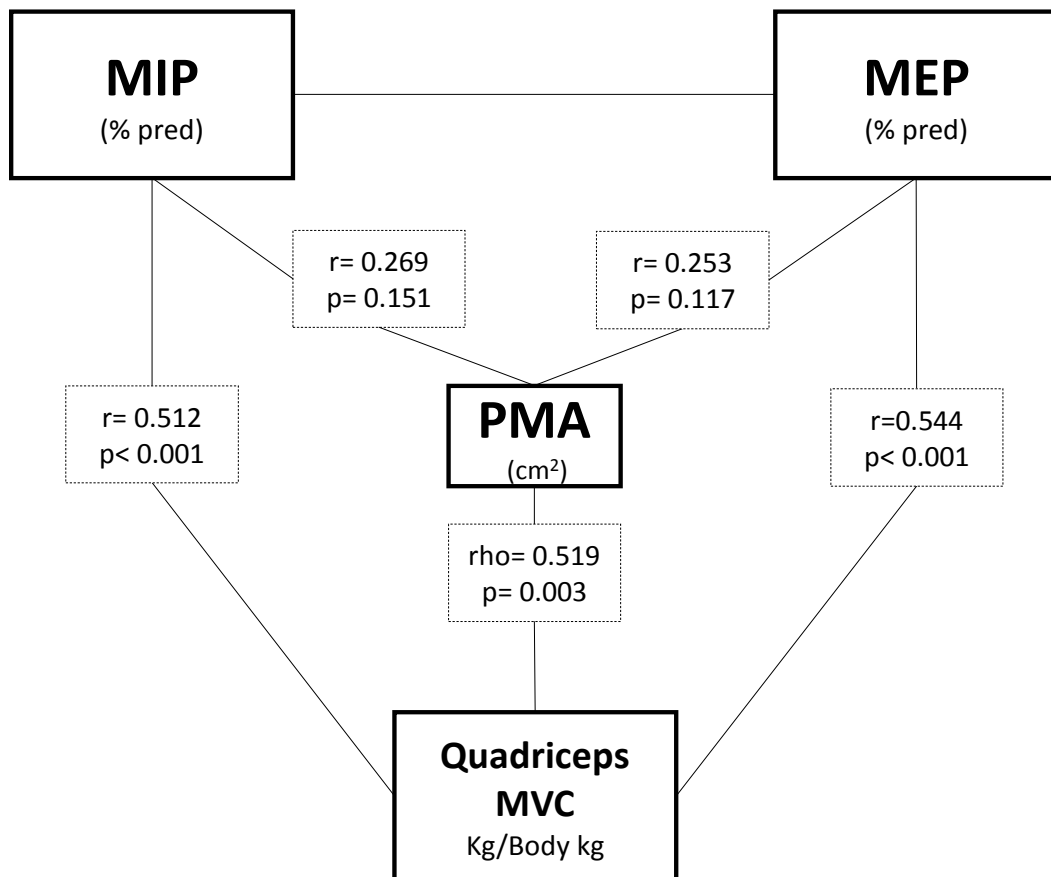 MIP
(% pred)
MEP
(% pred)
r= 0.269
p= 0.151
r= 0.253
p= 0.117
r= 0.512
p< 0.001
PMA
(cm²)
r=0.544
p< 0.001
rho= 0.519
p= 0.003
Quadriceps
MVC
Kg/Body kg